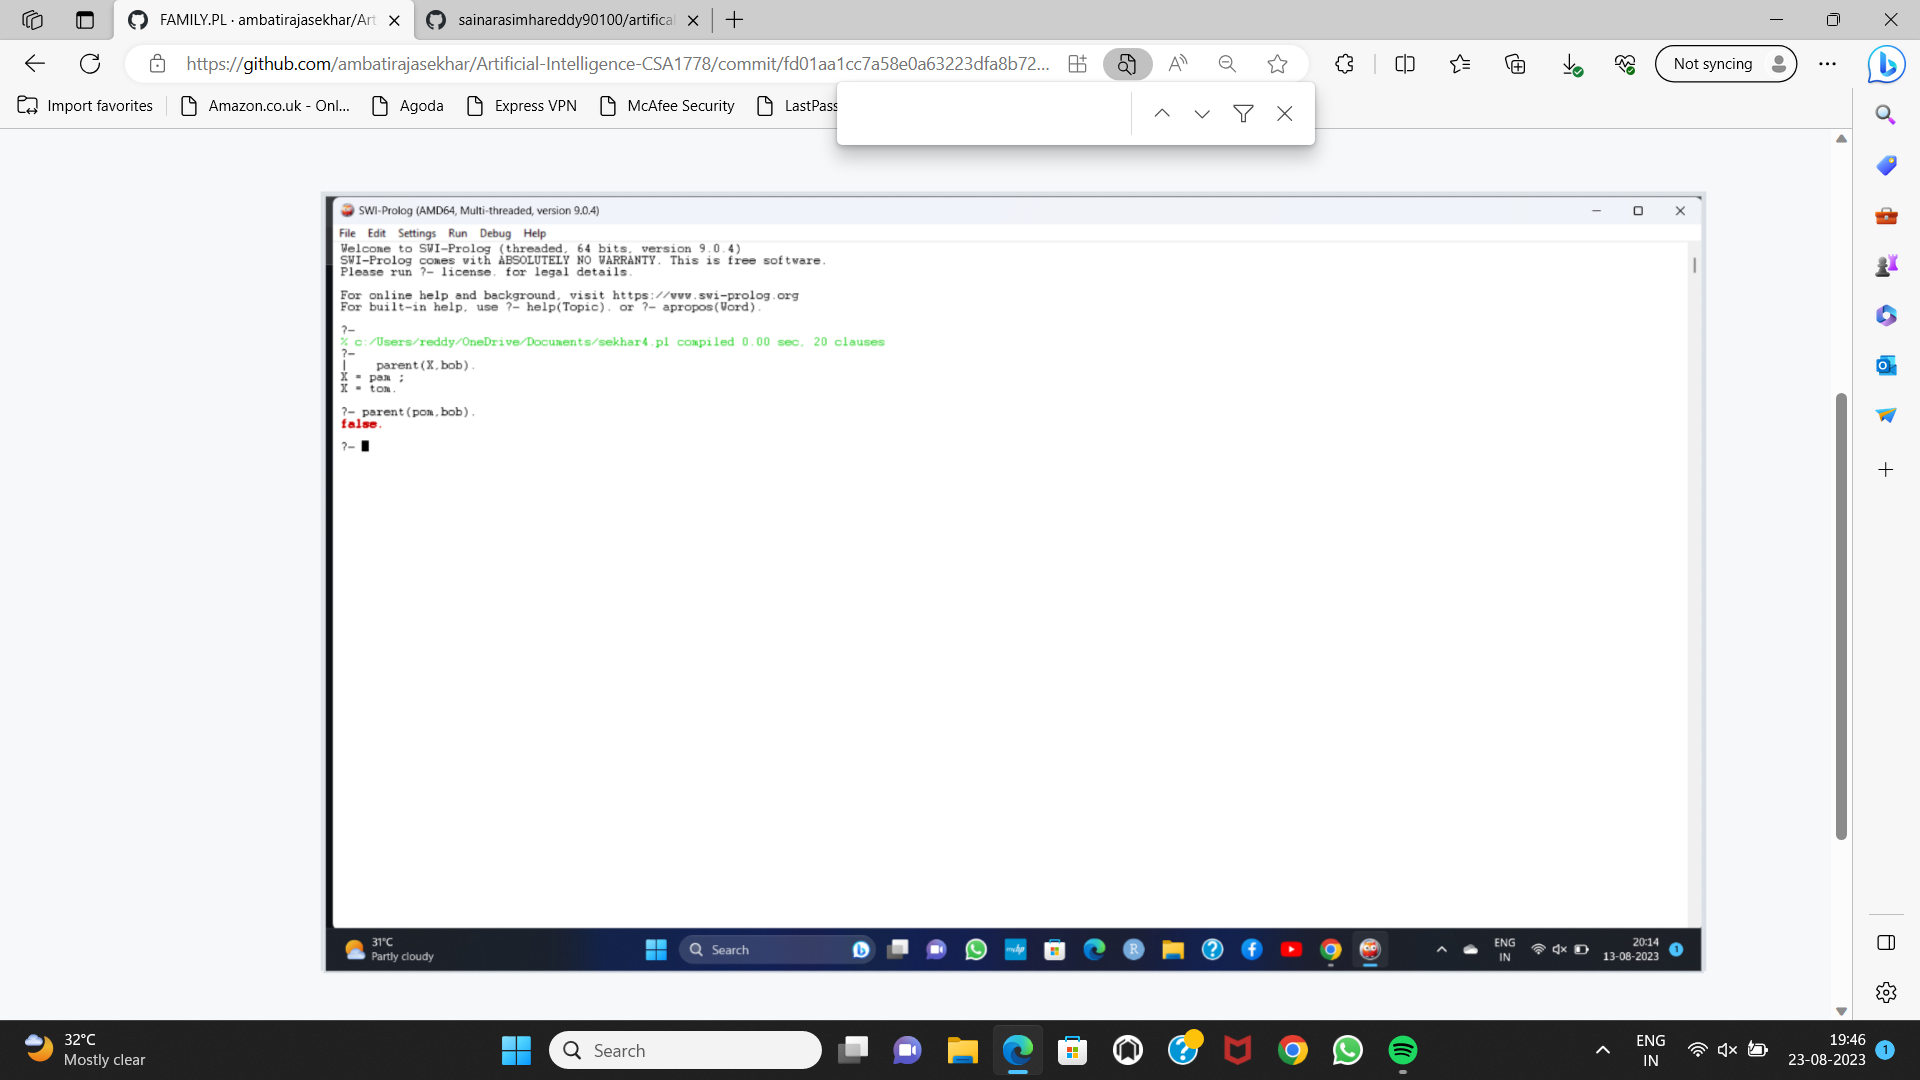 FAMILY.PL · ambatirajasekhar/Art
sainarasimhareddy90100/artifical
https://github.com/ambatirajasekhar/Artificial-Intelligence-CSA1778/commit/fd01aa1cc7a58e0a63223dfa8b72...
Not syncing
Import favorites
Amazon.co.uk - Onl...
Agoda
Express VPN
McAfee Security
LastPass
SWI-Prolog (AMD64, Multi-threaded, version 9.0.4)
File Edit Settings Run Debug Help
Welcome to SWI-Prolog (threaded, 64 bits, version 9.0.4)
SWI-Prolog comes with ABSOLUTELY NO WARRANTY. This is free software.
Please run ?- license. for legal details.
For online help and background, visit https://www.swi-prolog.org
For built-in help, use ?- help(Topic). or ?- apropos(Word).
?-
% c:/Users/reddy/OneDrive/Documents/sekhar4.pl compiled 0.00 sec, 20 clauses
?-
| parent(X,bob).
X = pam ;
X = tom.
?- parent(pom,bob).
false.
?-
31°C
Partly cloudy
Search
ENG
IN
20:14
13-08-2023
1
32°C
Mostly clear
Search
ENG
IN
19:46
23-08-2023
1